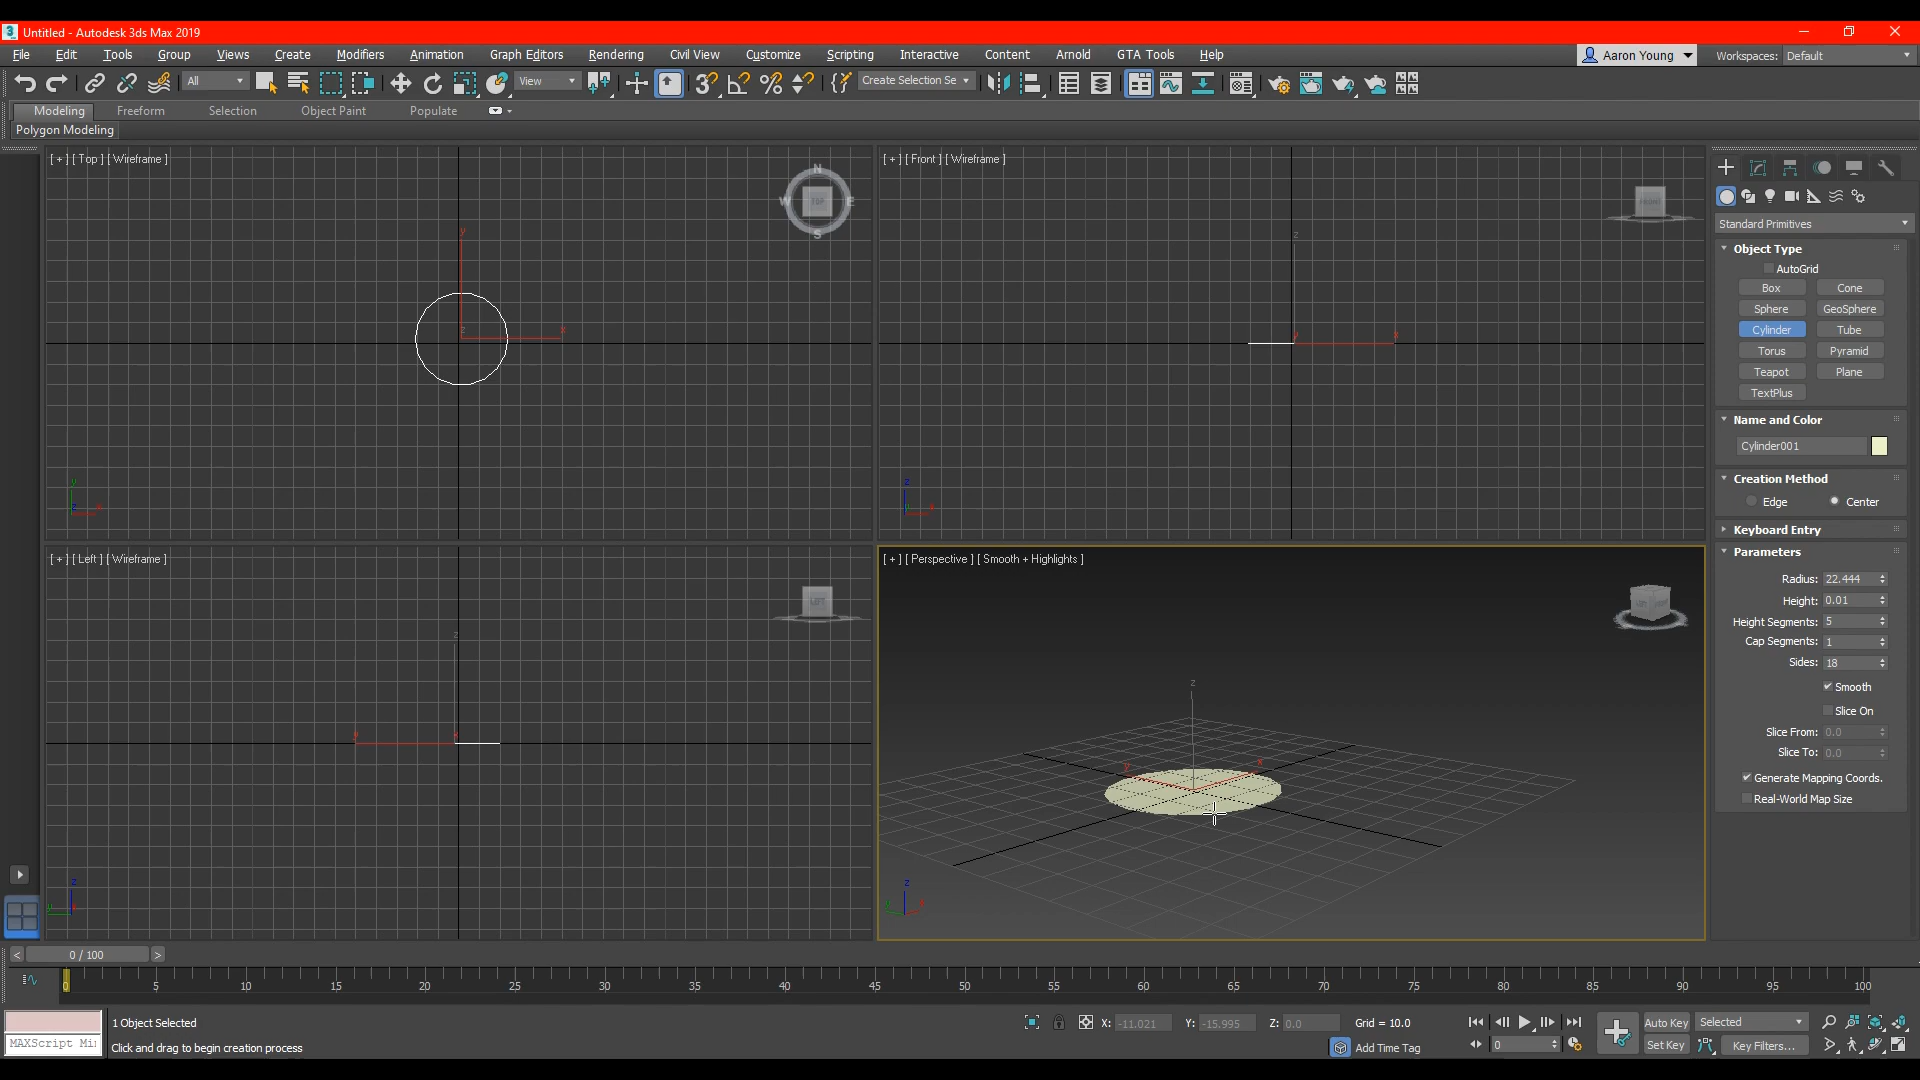 Untitled - Autodesk 3ds Max 2019
File Edit Tools Group Views Create Modifiers Animation Graph Editors Rendering Civil View Customize Scripting Interactive Content Arnold GTA Tools Help Aaron Young Workspaces: Default
All View Create Selection Se
Modeling Freeform Selection Object Paint Populate
Polygon Modeling
[ + ] [ Top ] [ Wireframe ]
N
W TOP E
S
y
z x
y
z x
[ + ] [ Front ] [ Wireframe ]
FRONT
z
y x
z
x
[ + ] [ Left ] [ Wireframe ]
LEFT
z
y x
z
y x
[ + ] [ Perspective ] [ Smooth + Highlights ]
z
y x
z
y x
Standard Primitives
Object Type
AutoGrid
Box Cone
Sphere GeoSphere
Cylinder Tube
Torus Pyramid
Teapot Plane
TextPlus
Name and Color
Cylinder001
Creation Method
Edge Center
Keyboard Entry
Parameters
Radius: 22.444
Height: 0.01
Height Segments: 5
Cap Segments: 1
Sides: 18
Smooth
Slice On
Slice From: 0.0
Slice To: 0.0
Generate Mapping Coords.
Real-World Map Size
< 0 / 100 >
0 5 10 15 20 25 30 35 40 45 50 55 60 65 70 75 80 85 90 95 100
1 Object Selected X: -11.021 Y: -15.995 Z: 0.0 Grid = 10.0 Auto Key Selected
MAXScript Mi Click and drag to begin creation process Add Time Tag 0 Set Key Key Filters...